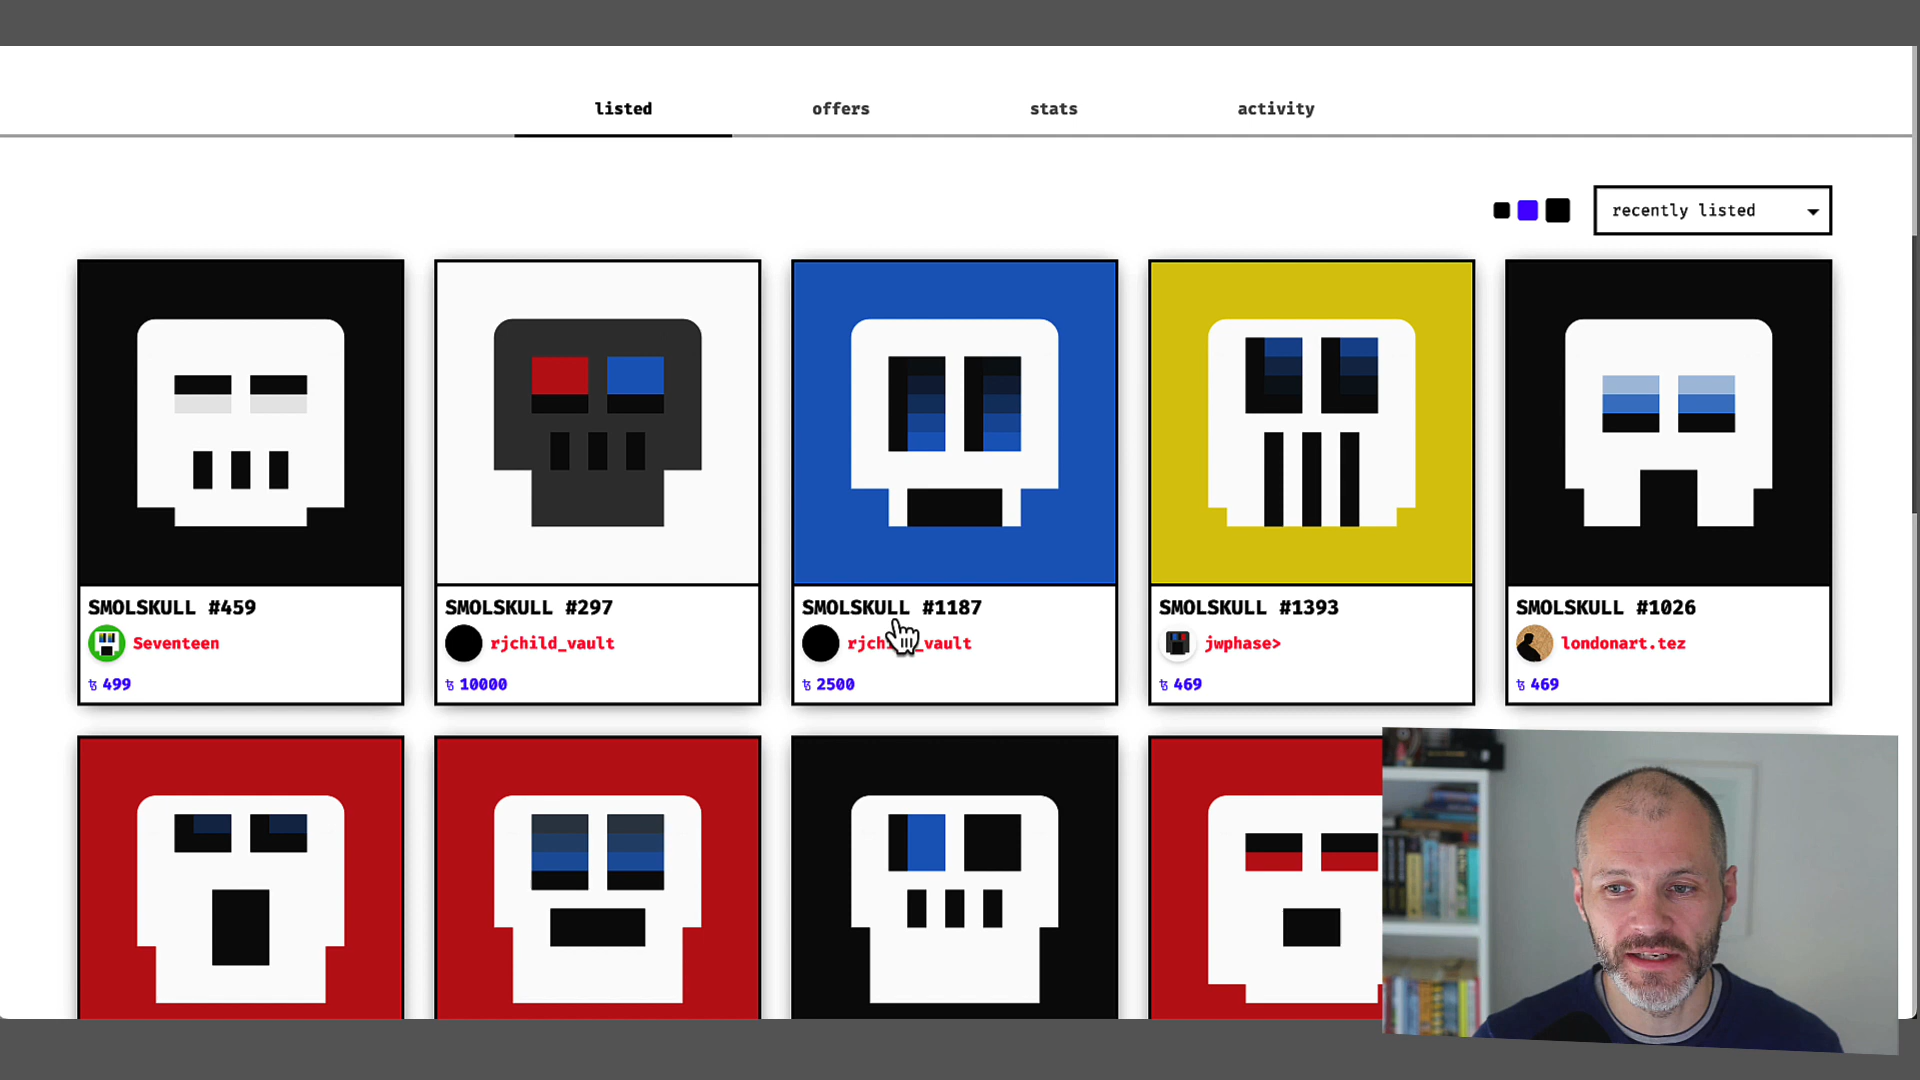 listed
offers
stats
activity
recently listed
SMOLSKULL #459
Seventeen
ꜩ 499
SMOLSKULL #297
rjchild_vault
ꜩ 10000
SMOLSKULL #1187
rjchild_vault
ꜩ 2500
SMOLSKULL #1393
jwphase>
ꜩ 469
SMOLSKULL #1026
londonart.tez
ꜩ 469